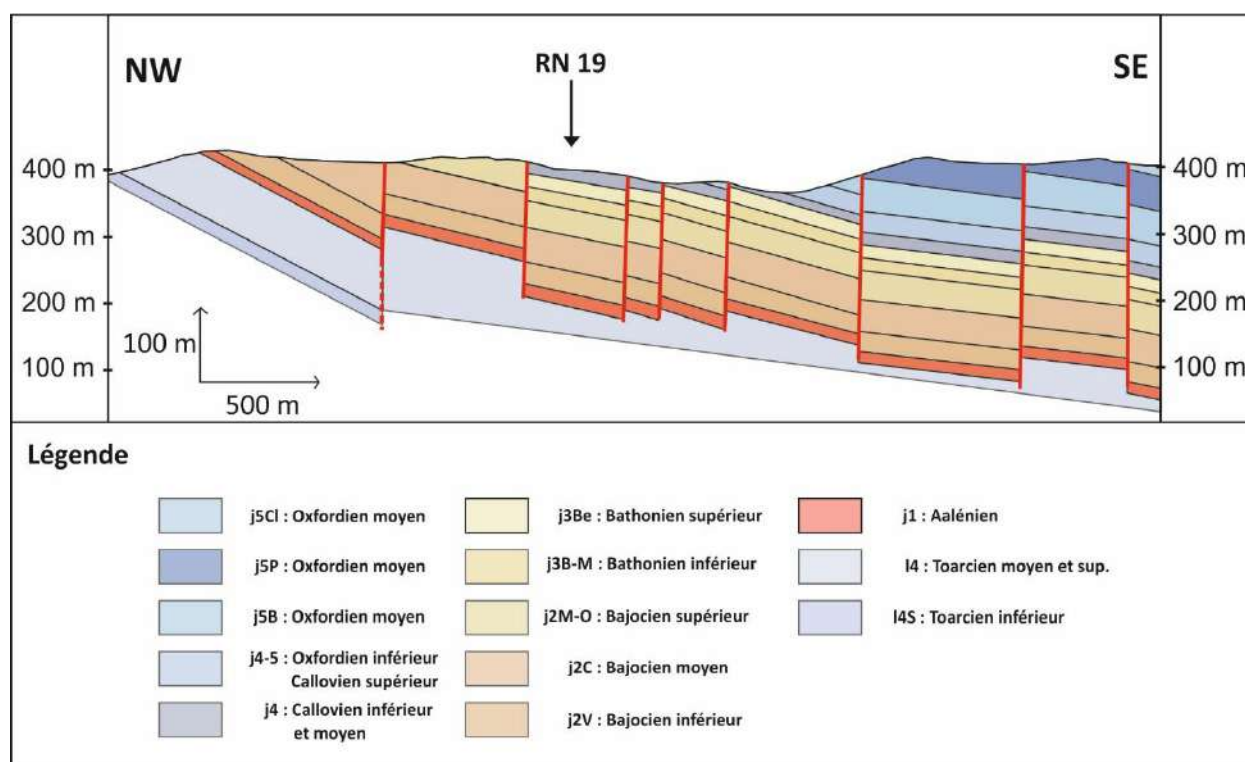 NW
RN 19
SE
400 m
300 m
200 m
100 m
400 m
300 m
200 m
100 m
100 m
500 m
Légende
j5Cl : Oxfordien moyen
j5P : Oxfordien moyen
j5B : Oxfordien moyen
j4-5 : Oxfordien inférieur
Callovien supérieur
j4 : Callovien inférieur
et moyen
j3Be : Bathonien supérieur
j3B-M : Bathonien inférieur
j2M-O : Bajocien supérieur
j2C : Bajocien moyen
j2V : Bajocien inférieur
j1 : Aalénien
l4 : Toarcien moyen et sup.
l4S : Toarcien inférieur